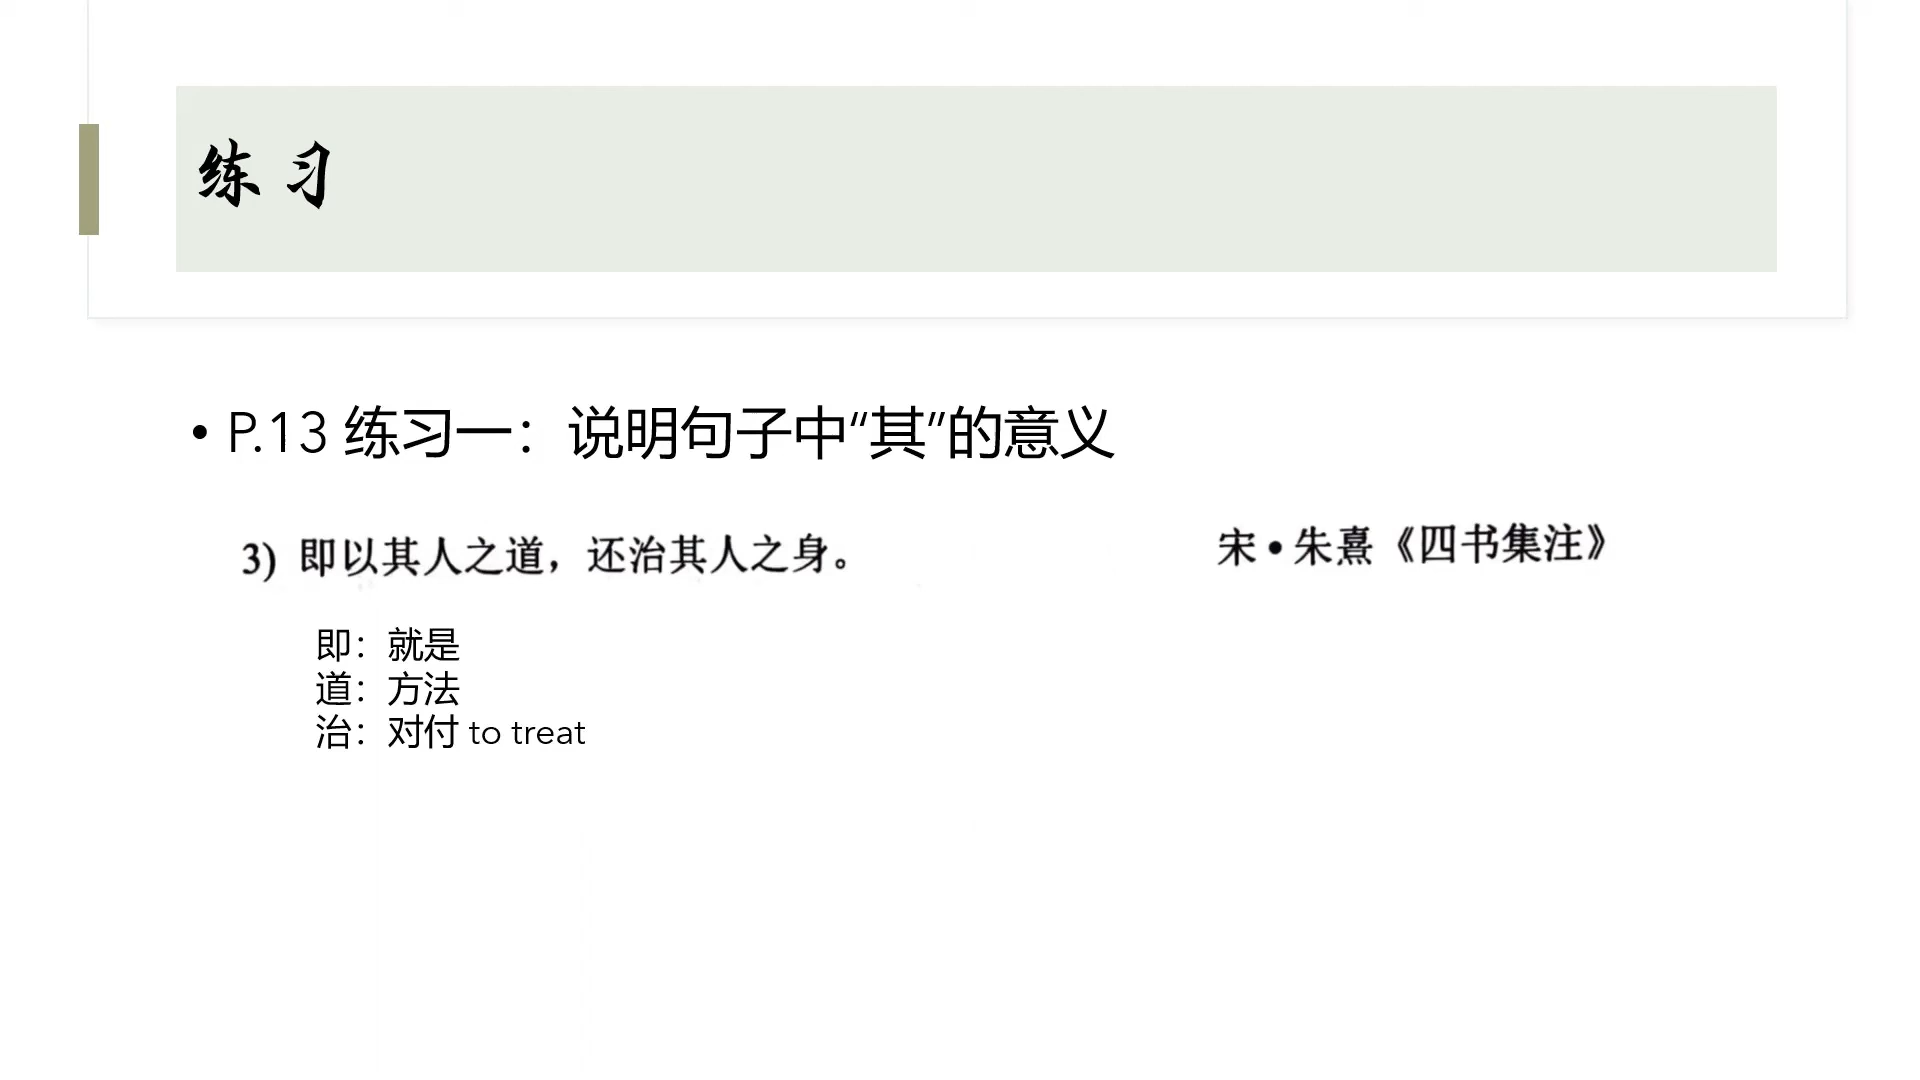 练习
• P.13 练习一：说明句子中“其”的意义
3) 即以其人之道，还治其人之身。 宋•朱熹《四书集注》
即：就是
道：方法
治：对付 to treat